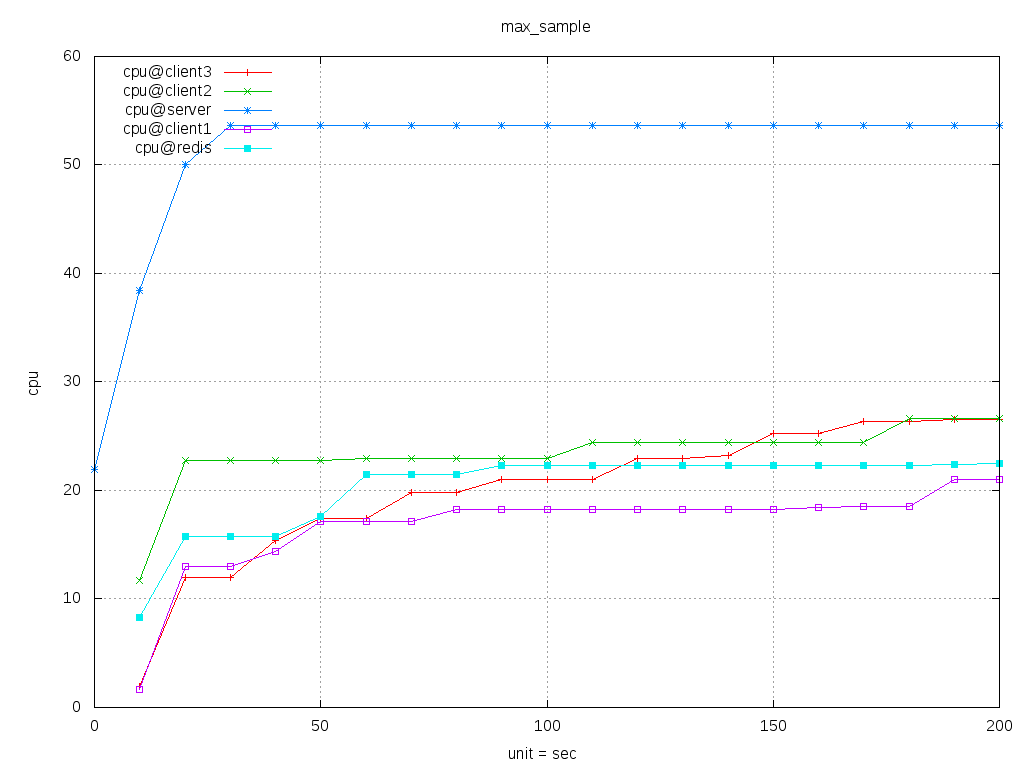 max_sample
60
cpu@client3
cpu@client2
cpu@server
cpu@client1
cpu@redis
50
40
30
cpu
20
10
0
0 50 100 150 200
unit = sec